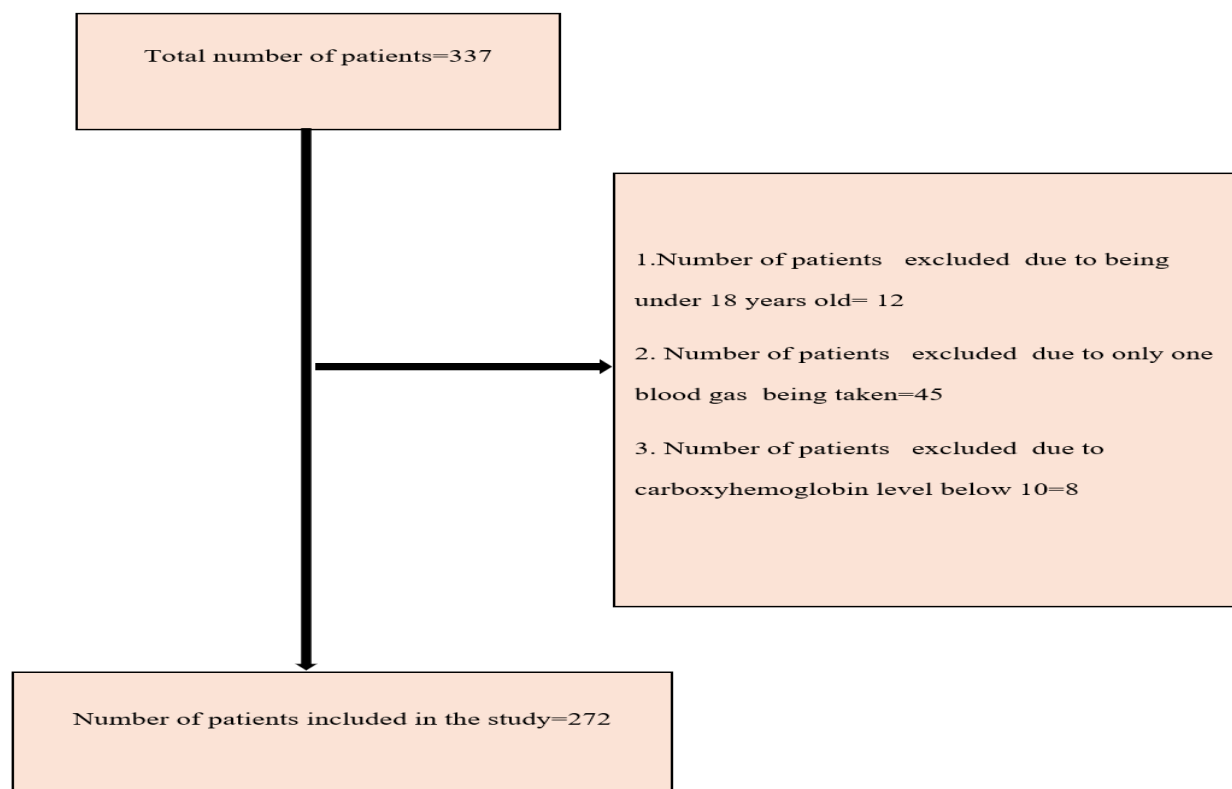 Total number of patients=337
1.Number of patients excluded due to being
under 18 years old= 12
2. Number of patients excluded due to only one
blood gas being taken=45
3. Number of patients excluded due to
carboxyhemoglobin level below 10=8
Number of patients included in the study=272